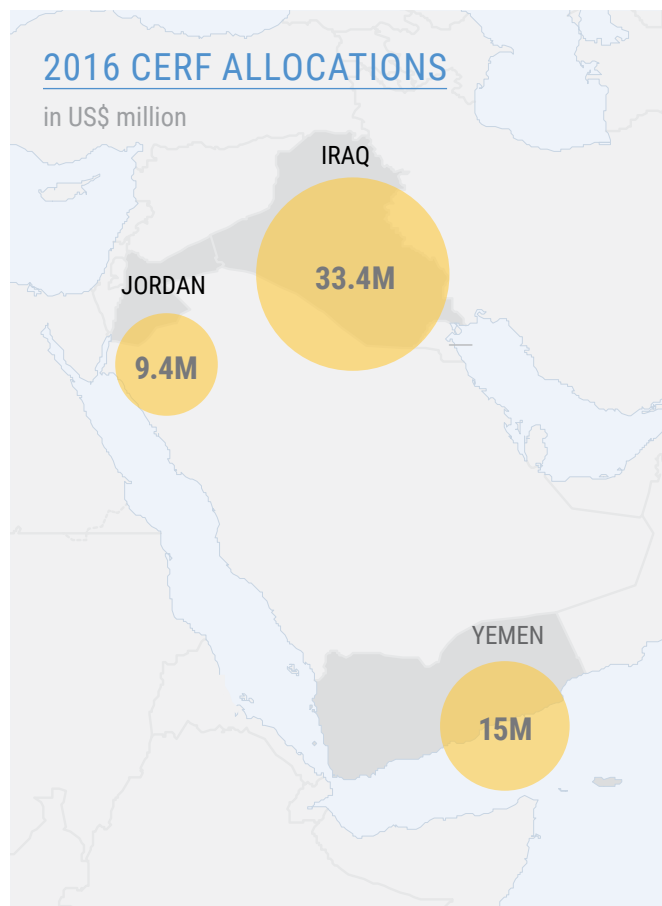 2016 CERF ALLOCATIONS
in US$ million
IRAQ
33.4M
JORDAN
9.4M
YEMEN
15M